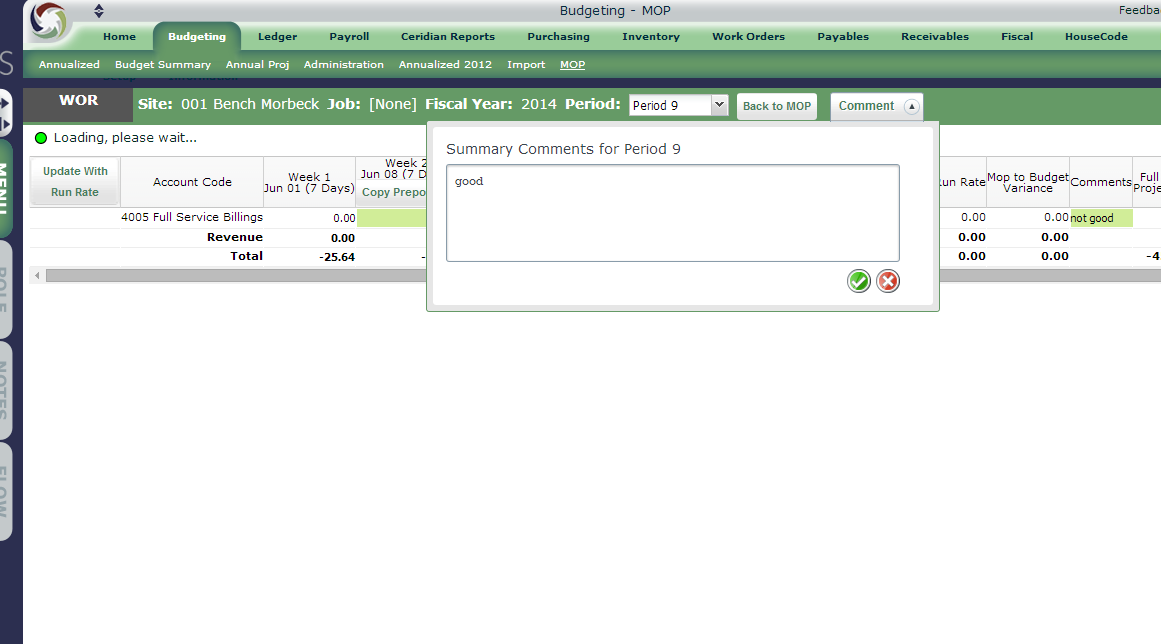 Budgeting - MOP
Feedba
Home Budgeting Ledger Payroll Ceridian Reports Purchasing Inventory Work Orders Payables Receivables Fiscal HouseCode
Annualized Budget Summary Annual Proj Administration Annualized 2012 Import MOP
WOR Site: 001 Bench Morbeck Job: [None] Fiscal Year: 2014 Period: Period 9 Back to MOP Comment
Loading, please wait...
Summary Comments for Period 9
good
Update With
Run Rate
Account Code
Week 1
Jun 01 (7 Days)
Week 2
Jun 08 (7 D
Copy Prepo
un Rate
Mop to Budget
Variance
Comments
Full
Proje
4005 Full Service Billings 0.00 0.00 0.00 not good
Revenue 0.00 0.00 0.00
Total -25.64 - 0.00 0.00 -4
MENU
ROLE
NOTES
FLOW